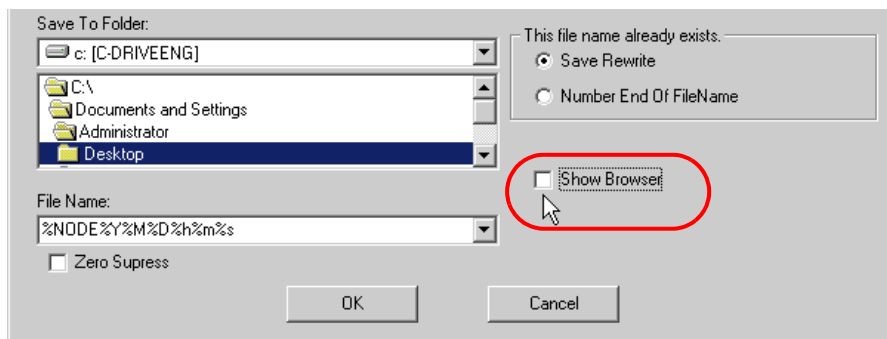 Save To Folder:
c: [C-DRIVEENG]
C:\
Documents and Settings
Administrator
Desktop
File Name:
%NODE%Y%M%D%h%m%s
Zero Supress
This file name already exists.
Save Rewrite
Number End Of FileName
Show Browser
OK
Cancel